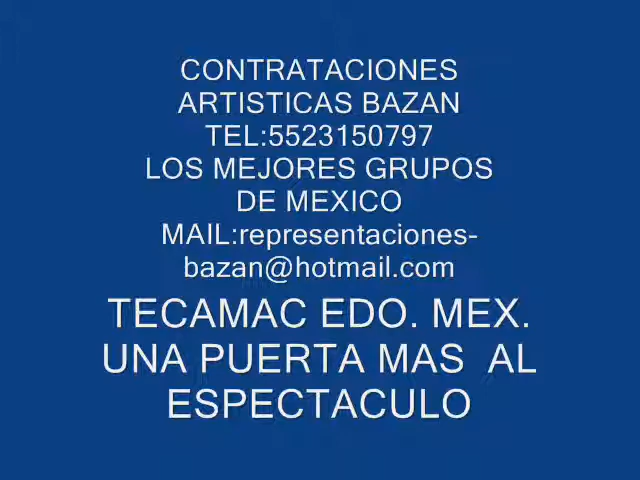 CONTRATACIONES
ARTISTICAS BAZAN
TEL:5523150797
LOS MEJORES GRUPOS
DE MEXICO
MAIL:representaciones-
bazan@hotmail.com
TECAMAC EDO. MEX.
UNA PUERTA MAS  AL
ESPECTACULO